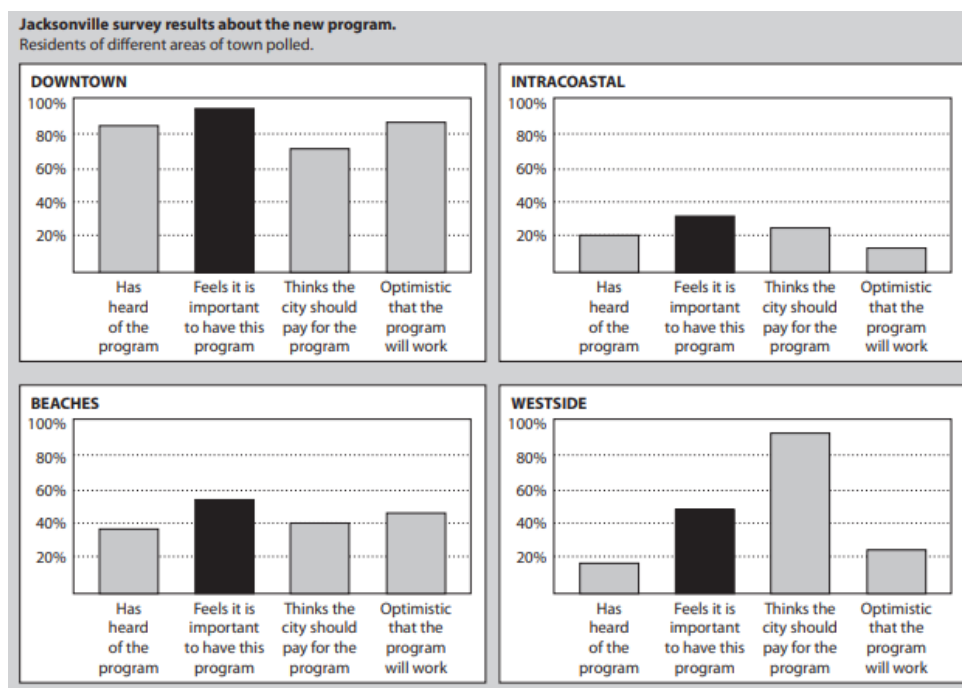 Jacksonville survey results about the new program.
Residents of different areas of town polled.
DOWNTOWN
100%
80%
60%
40%
20%
Has heard of the program
Feels it is important to have this program
Thinks the city should pay for the program
Optimistic that the program will work
INTRACOASTAL
100%
80%
60%
40%
20%
Has heard of the program
Feels it is important to have this program
Thinks the city should pay for the program
Optimistic that the program will work
BEACHES
100%
80%
60%
40%
20%
Has heard of the program
Feels it is important to have this program
Thinks the city should pay for the program
Optimistic that the program will work
WESTSIDE
100%
80%
60%
40%
20%
Has heard of the program
Feels it is important to have this program
Thinks the city should pay for the program
Optimistic that the program will work